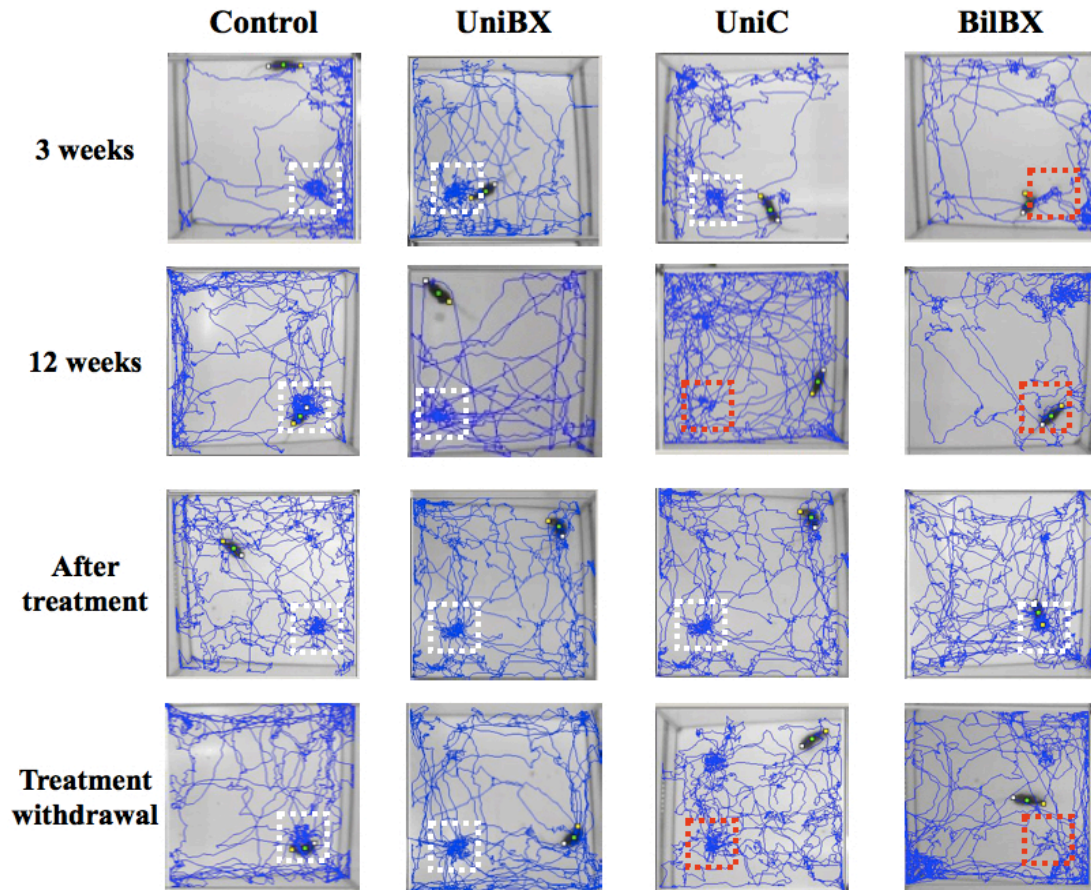 Control UniBX UniC BilBX
3 weeks
12 weeks
After
treatment
Treatment
withdrawal